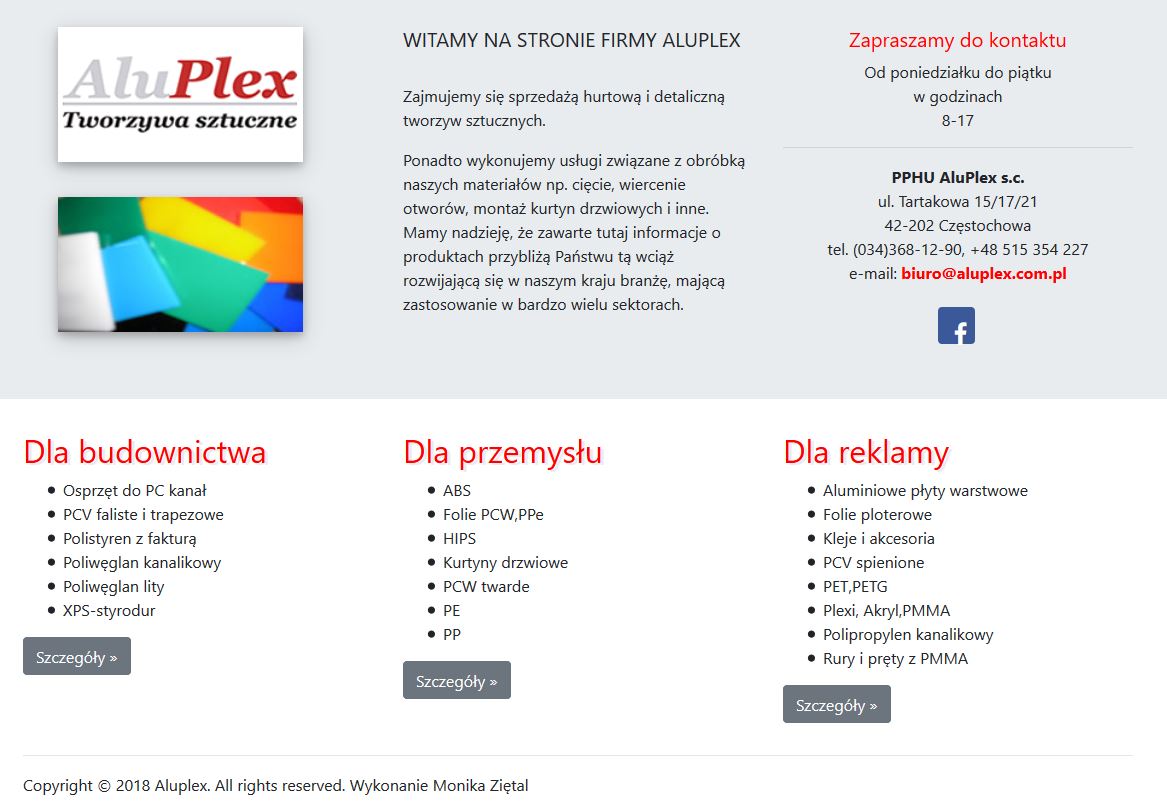 AluPlex
Tworzywa sztuczne
WITAMY NA STRONIE FIRMY ALUPLEX
Zajmujemy się sprzedażą hurtową i detaliczną
tworzyw sztucznych.
Ponadto wykonujemy usługi związane z obróbką
naszych materiałów np. cięcie, wiercenie
otworów, montaż kurtyn drzwiowych i inne.
Mamy nadzieję, że zawarte tutaj informacje o
produktach przybliżą Państwu tą wciąż
rozwijającą się w naszym kraju branżę, mającą
zastosowanie w bardzo wielu sektorach.
Zapraszamy do kontaktu
Od poniedziałku do piątku
w godzinach
8-17
PPHU AluPlex s.c.
ul. Tartakowa 15/17/21
42-202 Częstochowa
tel. (034)368-12-90, +48 515 354 227
e-mail: biuro@aluplex.com.pl
Dla budownictwa
Osprzęt do PC kanał
PCV faliste i trapezowe
Polistyren z fakturą
Poliwęglan kanalikowy
Poliwęglan lity
XPS-styrodur
Szczegóły »
Dla przemysłu
ABS
Folie PCW,PPe
HIPS
Kurtyny drzwiowe
PCW twarde
PE
PP
Szczegóły »
Dla reklamy
Aluminiowe płyty warstwowe
Folie ploterowe
Kleje i akcesoria
PCV spienione
PET,PETG
Plexi, Akryl,PMMA
Polipropylen kanalikowy
Rury i pręty z PMMA
Szczegóły »
Copyright © 2018 Aluplex. All rights reserved. Wykonanie Monika Ziętal